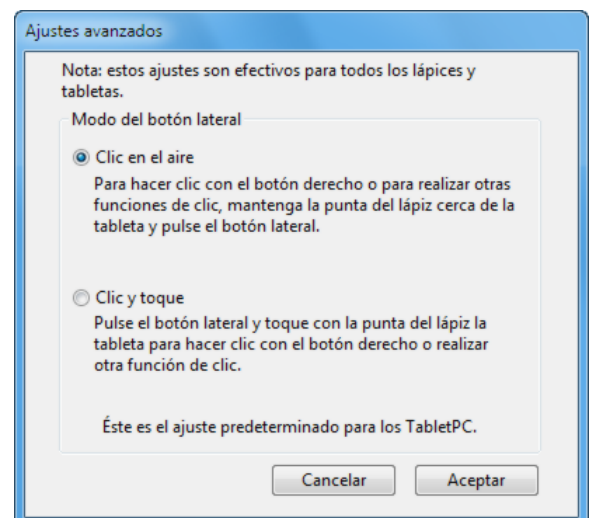 Ajustes avanzados
Nota: estos ajustes son efectivos para todos los lápices y
tabletas.
Modo del botón lateral
Clic en el aire
Para hacer clic con el botón derecho o para realizar otras
funciones de clic, mantenga la punta del lápiz cerca de la
tableta y pulse el botón lateral.
Clic y toque
Pulse el botón lateral y toque con la punta del lápiz la
tableta para hacer clic con el botón derecho o realizar
otra función de clic.
Éste es el ajuste predeterminado para los TabletPC.
Cancelar Aceptar